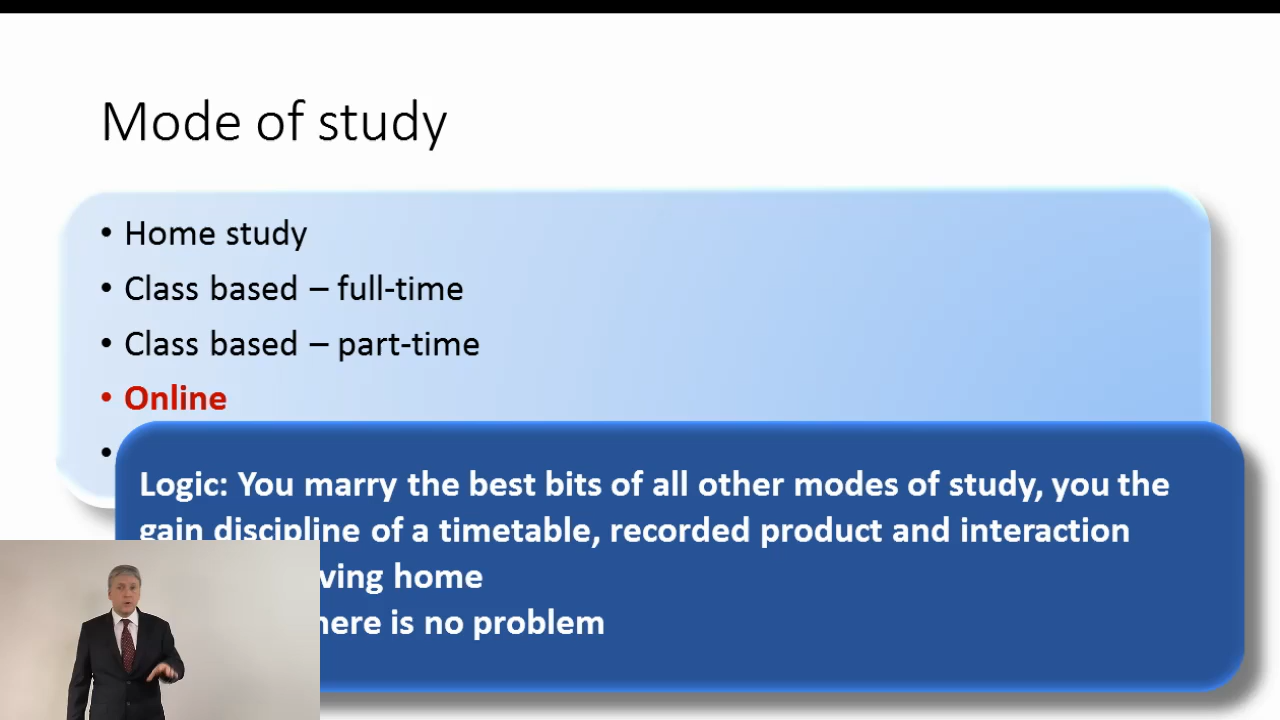 Mode of study
• Home study
• Class based – full-time
• Class based – part-time
• Online
•
Logic: You marry the best bits of all other modes of study, you the
gain discipline of a timetable, recorded product and interaction
home
is no problem